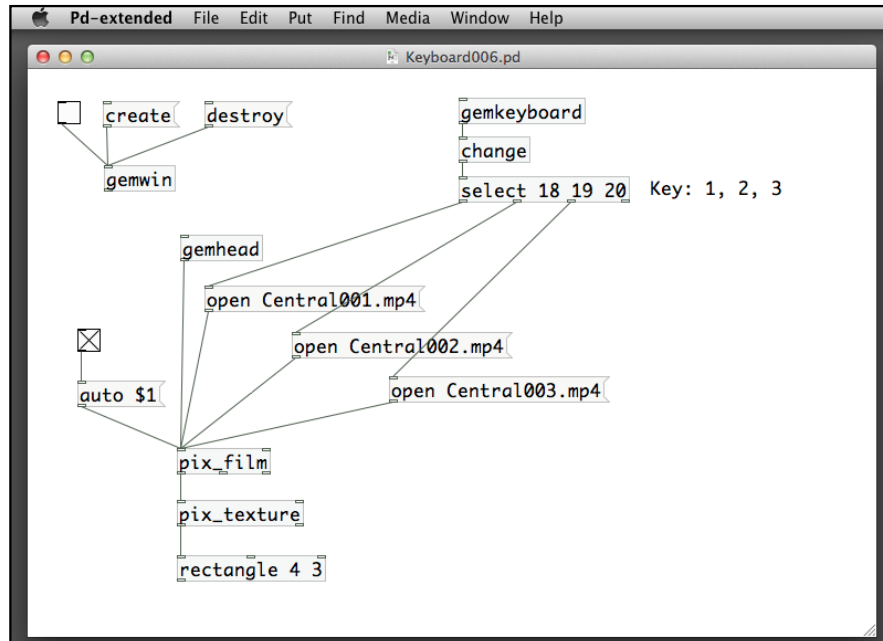 Pd-extended File Edit Put Find Media Window Help
Keyboard006.pd
create destroy gemkeyboard
change
gemwin
select 18 19 20 Key: 1, 2, 3
gemhead
open Central001.mp4
open Central002.mp4
auto $1
open Central003.mp4
pix_film
pix_texture
rectangle 4 3